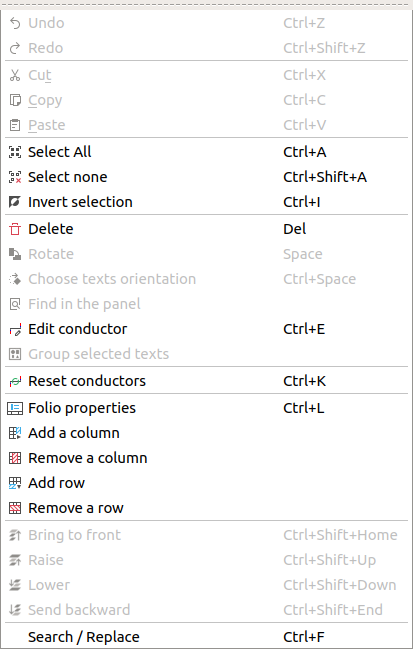 Undo Ctrl+Z
Redo Ctrl+Shift+Z
Cut Ctrl+X
Copy Ctrl+C
Paste Ctrl+V
Select All Ctrl+A
Select none Ctrl+Shift+A
Invert selection Ctrl+I
Delete Del
Rotate Space
Choose texts orientation Ctrl+Space
Find in the panel
Edit conductor Ctrl+E
Group selected texts
Reset conductors Ctrl+K
Folio properties Ctrl+L
Add a column
Remove a column
Add row
Remove a row
Bring to front Ctrl+Shift+Home
Raise Ctrl+Shift+Up
Lower Ctrl+Shift+Down
Send backward Ctrl+Shift+End
Search / Replace Ctrl+F